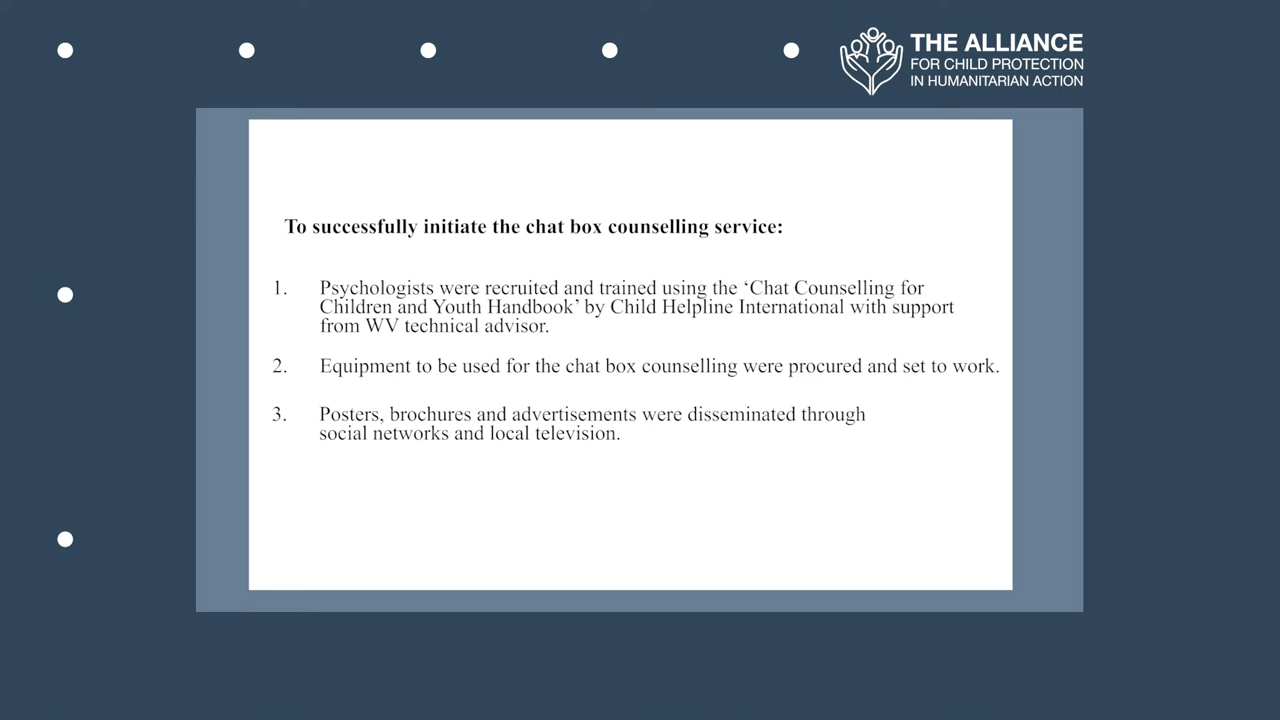 THE ALLIANCE
FOR CHILD PROTECTION
IN HUMANITARIAN ACTION
To successfully initiate the chat box counselling service:
1. Psychologists were recruited and trained using the ‘Chat Counselling for
Children and Youth Handbook’ by Child Helpline International with support
from WV technical advisor.
2. Equipment to be used for the chat box counselling were procured and set to work.
3. Posters, brochures and advertisements were disseminated through
social networks and local television.